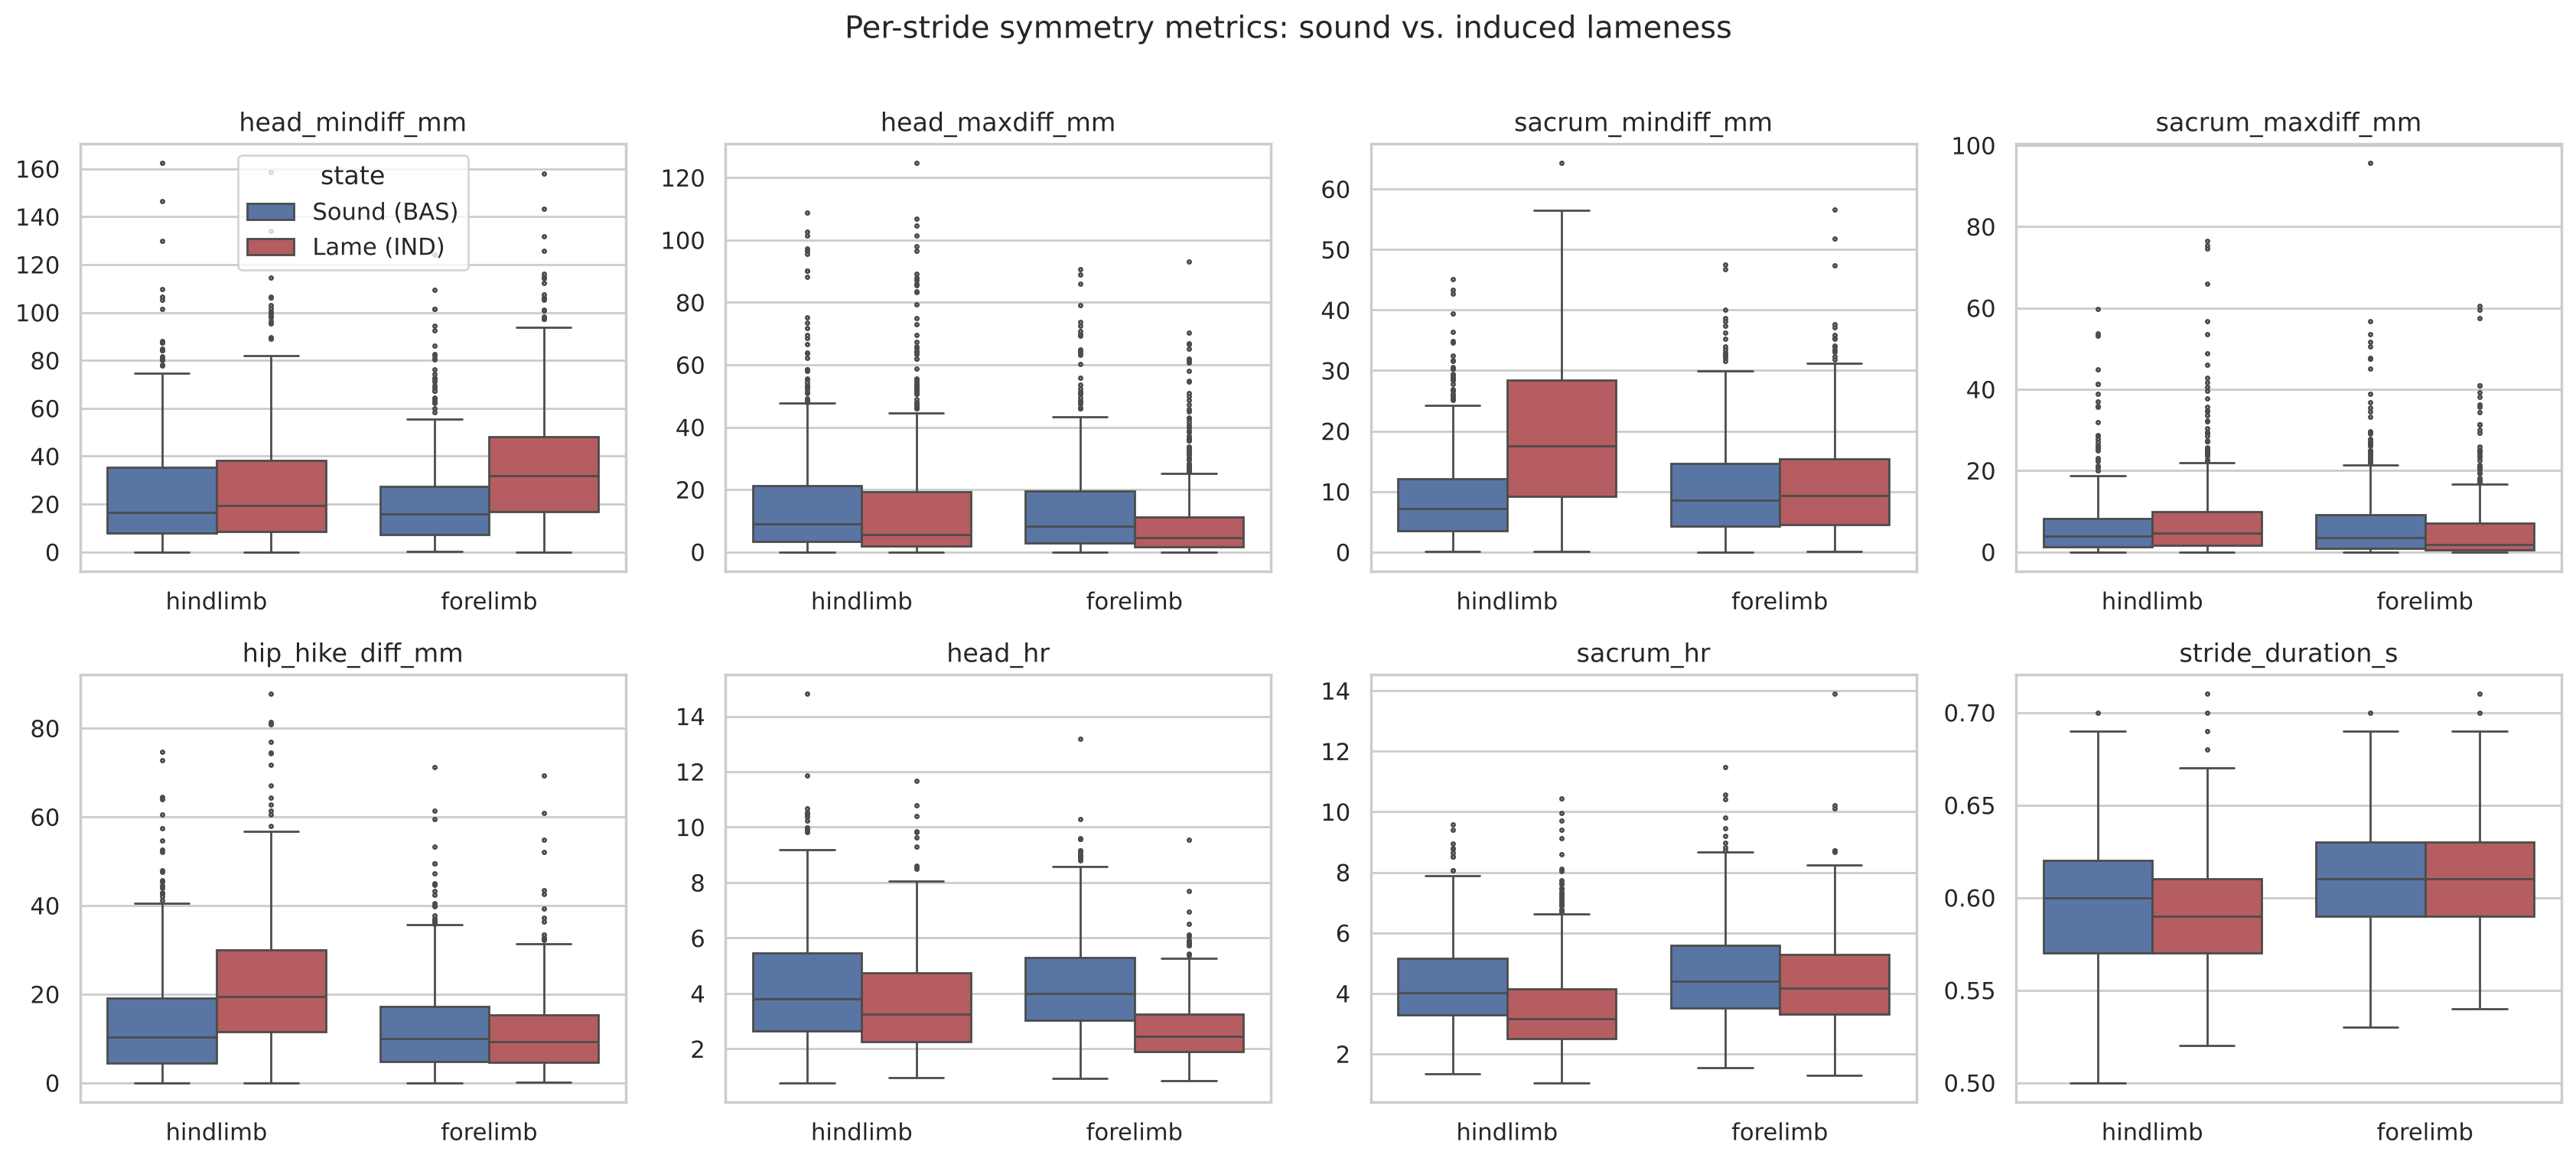 Per-stride symmetry metrics: sound vs. induced lameness
head_mindiff_mm
160
140
120
100
80
60
40
20
0
state
Sound (BAS)
Lame (IND)
hindlimb
forelimb
head_maxdiff_mm
120
100
80
60
40
20
0
hindlimb
forelimb
sacrum_mindiff_mm
60
50
40
30
20
10
0
hindlimb
forelimb
sacrum_maxdiff_mm
100
80
60
40
20
0
hindlimb
forelimb
hip_hike_diff_mm
80
60
40
20
0
hindlimb
forelimb
head_hr
14
12
10
8
6
4
2
hindlimb
forelimb
sacrum_hr
14
12
10
8
6
4
2
hindlimb
forelimb
stride_duration_s
0.70
0.65
0.60
0.55
0.50
hindlimb
forelimb